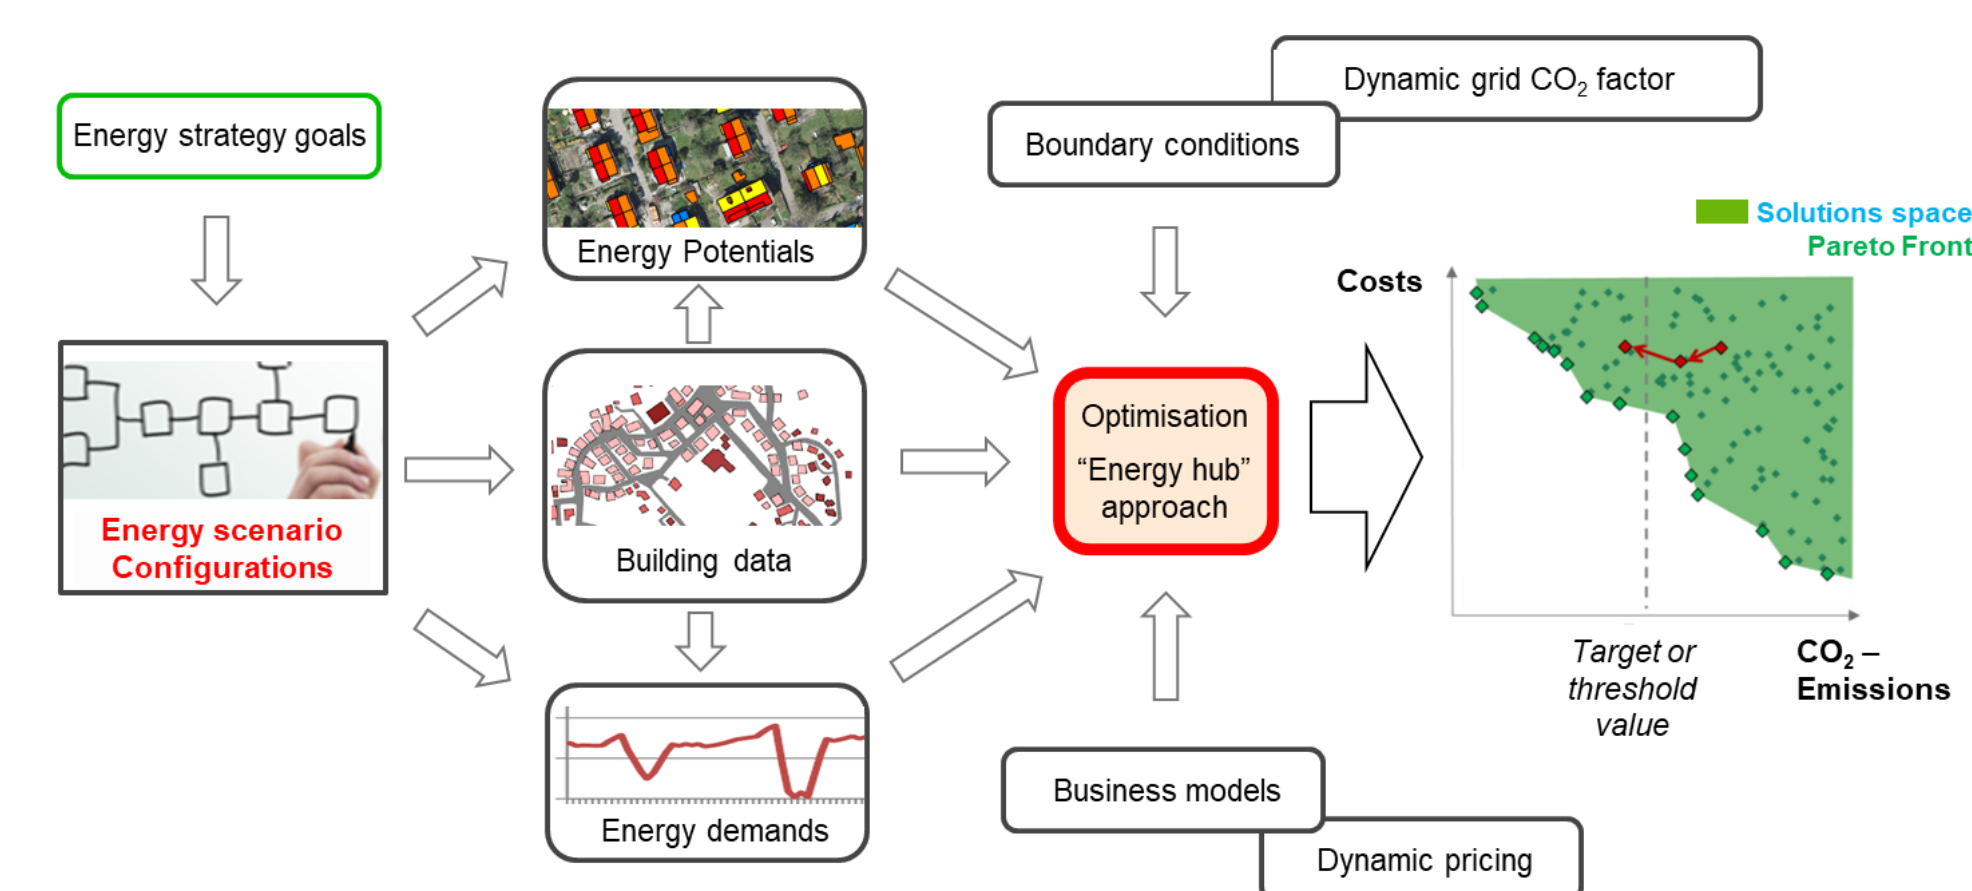 Energy strategy goals
Energy scenario
Configurations
Energy Potentials
Building data
Energy demands
Dynamic grid CO₂ factor
Boundary conditions
Optimisation
“Energy hub”
approach
Business models
Dynamic pricing
Solutions space
Pareto Front
Costs
Target or
threshold
value
CO₂ –
Emissions